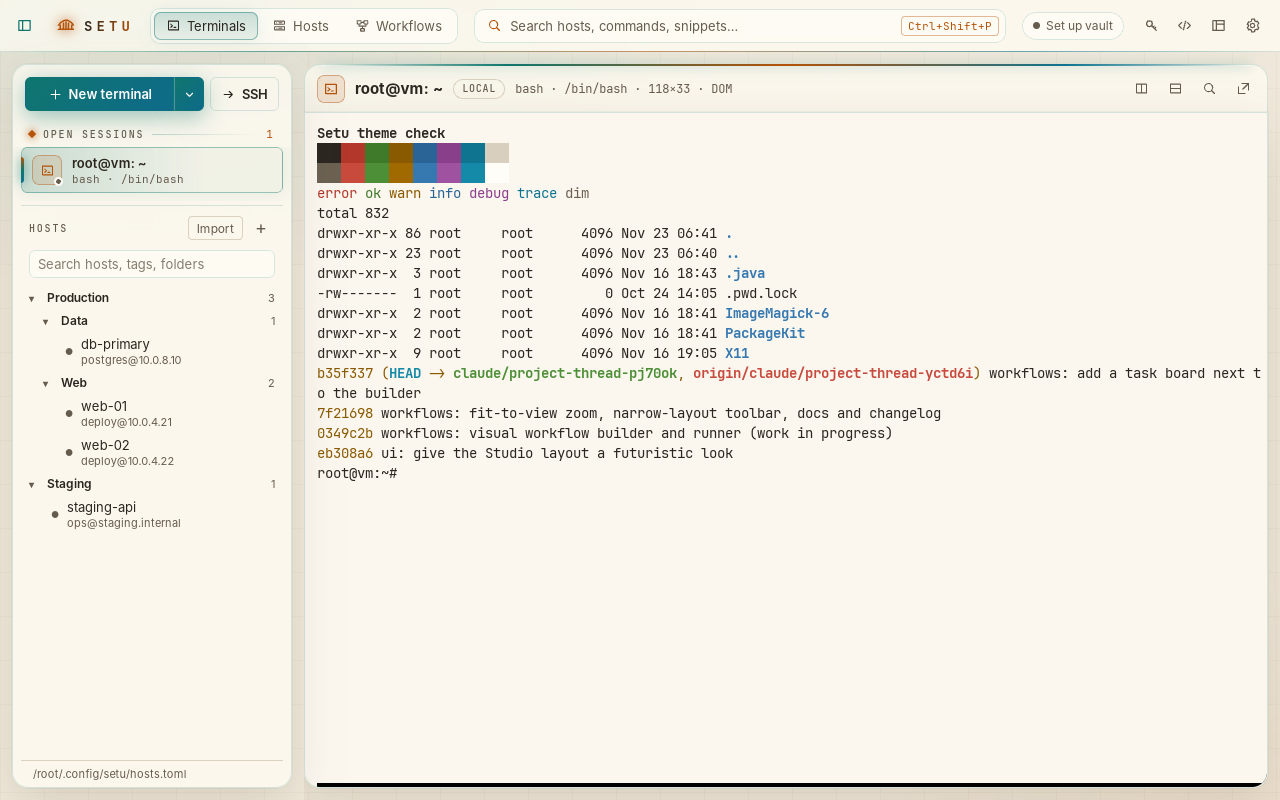 SETU
Terminals
Hosts
Workflows
Search hosts, commands, snippets...
Ctrl+Shift+P
Set up vault
New terminal
SSH
OPEN SESSIONS 1
root@vm: ~
bash · /bin/bash
HOSTS
Import
Search hosts, tags, folders
Production 3
Data 1
db-primary
postgres@10.0.8.10
Web 2
web-01
deploy@10.0.4.21
web-02
deploy@10.0.4.22
Staging 1
staging-api
ops@staging.internal
/root/.config/setu/hosts.toml
root@vm: ~ LOCAL bash · /bin/bash · 118×33 · DOM
Setu theme check
error ok warn info debug trace dim
total 832
drwxr-xr-x 86 root     root      4096 Nov 23 06:41 .
drwxr-xr-x 23 root     root      4096 Nov 23 06:40 ..
drwxr-xr-x  3 root     root      4096 Nov 16 18:43 .java
-rw-------  1 root     root         0 Oct 24 14:05 .pwd.lock
drwxr-xr-x  2 root     root      4096 Nov 16 18:41 ImageMagick-6
drwxr-xr-x  2 root     root      4096 Nov 16 18:41 PackageKit
drwxr-xr-x  9 root     root      4096 Nov 16 19:05 X11
b35f337 (HEAD -> claude/project-thread-pj70ok, origin/claude/project-thread-yctd6i) workflows: add a task board next t
o the builder
7f21698 workflows: fit-to-view zoom, narrow-layout toolbar, docs and changelog
0349c2b workflows: visual workflow builder and runner (work in progress)
eb308a6 ui: give the Studio layout a futuristic look
root@vm:~#